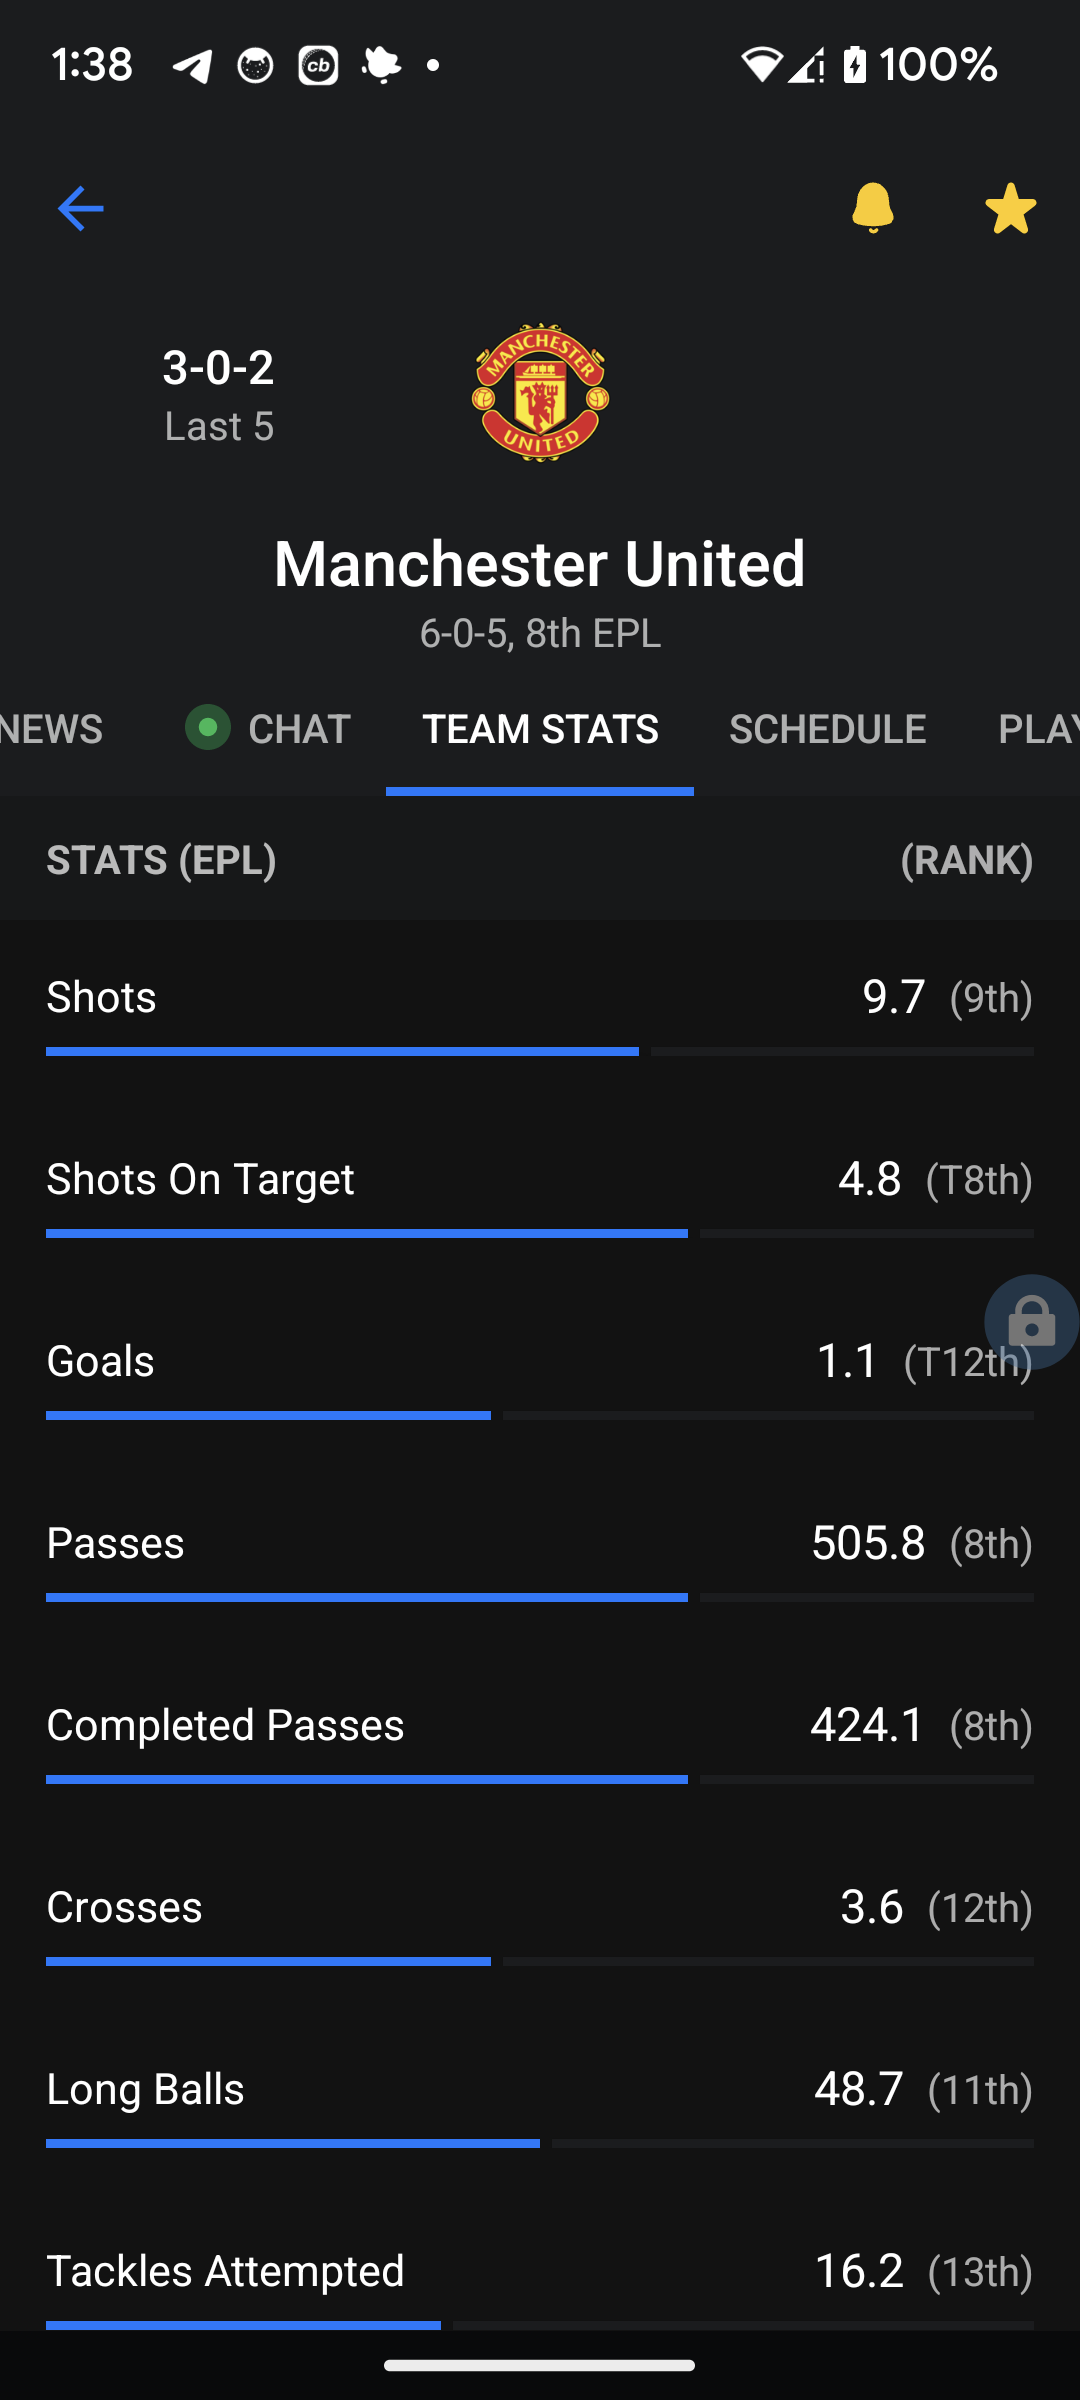 1:38 cb 100%
3-0-2
Last 5
MANCHESTER
UNITED
Manchester United
6-0-5, 8th EPL
NEWS CHAT TEAM STATS SCHEDULE PLAY
STATS (EPL) (RANK)
Shots 9.7 (9th)
Shots On Target 4.8 (T8th)
Goals 1.1 (T12th)
Passes 505.8 (8th)
Completed Passes 424.1 (8th)
Crosses 3.6 (12th)
Long Balls 48.7 (11th)
Tackles Attempted 16.2 (13th)